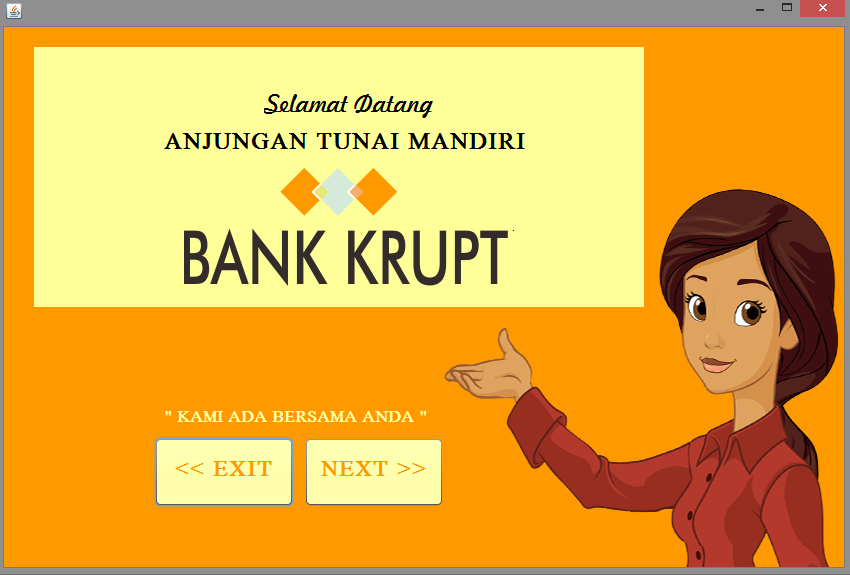 Selamat Datang
ANJUNGAN TUNAI MANDIRI
BANK KRUPT
" KAMI ADA BERSAMA ANDA "
<< EXIT
NEXT >>